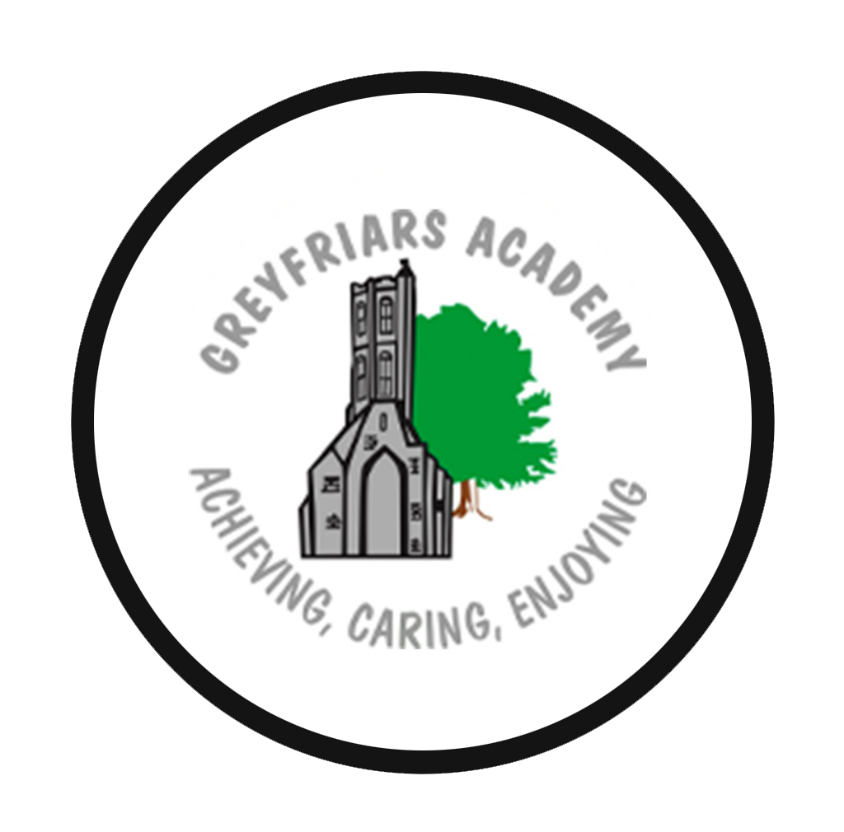 GREYFRIARS ACADEMY
ACHIEVING, CARING, ENJOYING